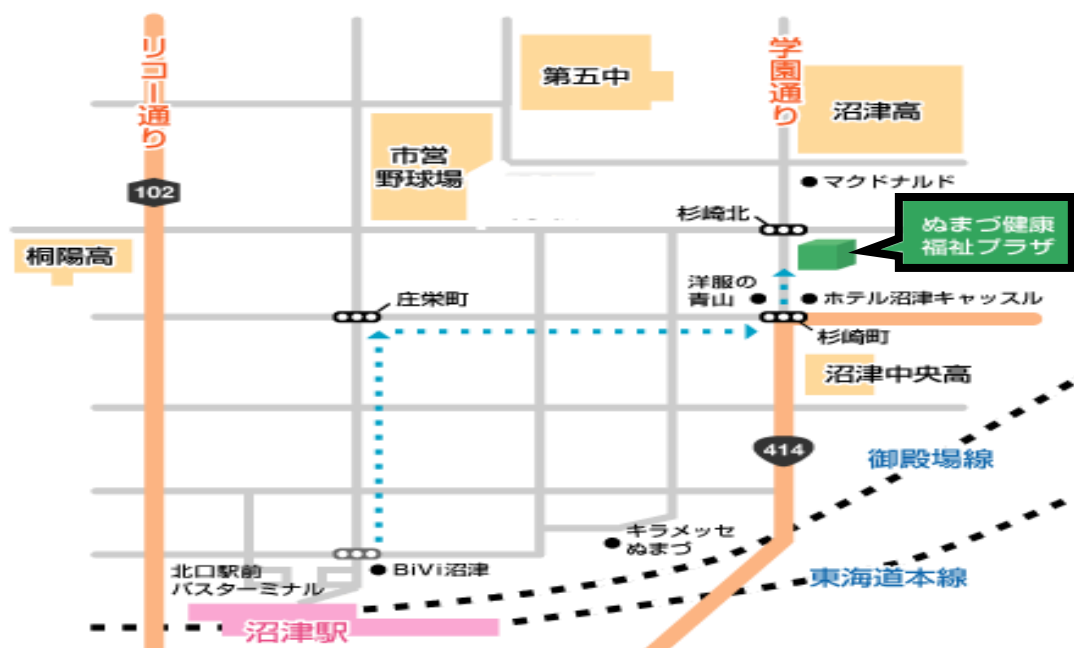 リコー通り
第五中
学園通り
沼津高
市営
野球場
マクドナルド
102
杉崎北
ぬまづ健康
福祉プラザ
桐陽高
洋服の
青山
ホテル沼津キャッスル
庄栄町
杉崎町
沼津中央高
414
御殿場線
キラメッセ
ぬまづ
北口駅前
バスターミナル
BiVi沼津
東海道本線
沼津駅